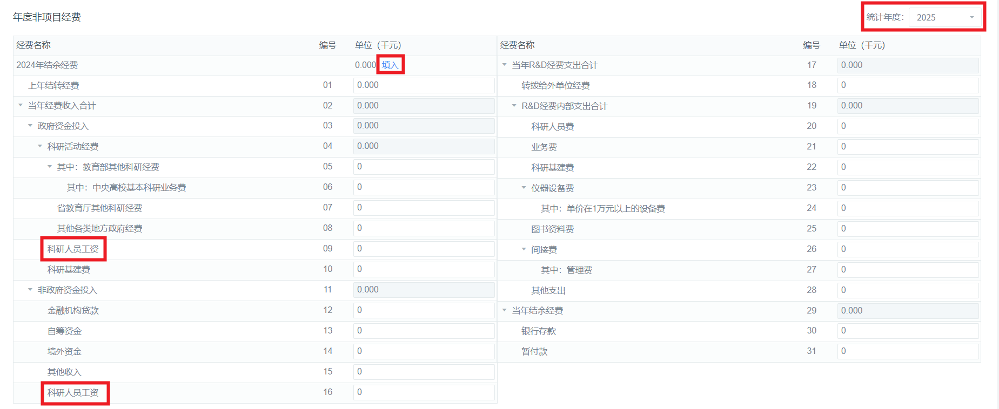 年度非项目经费
统计年度: 2025
经费名称 编号 单位（千元）
2024年结余经费 0.000 填入
上年结转经费 01 0.000
当年经费收入合计 02 0.000
政府资金投入 03 0.000
科研活动经费 04 0.000
其中：教育部其他科研经费 05 0
其中：中央高校基本科研业务费 06 0
省教育厅其他科研经费 07 0
其他各类地方政府经费 08 0
科研人员工资 09 0
科研基建费 10 0
非政府资金投入 11 0.000
金融机构贷款 12 0
自筹资金 13 0
境外资金 14 0
其他收入 15 0
科研人员工资 16 0
经费名称 编号 单位（千元）
当年R&D经费支出合计 17 0.000
转拨给外单位经费 18 0
R&D经费内部支出合计 19 0.000
科研人员费 20 0
业务费 21 0
科研基建费 22 0
仪器设备费 23 0
其中：单价在1万元以上的设备费 24 0
图书资料费 25 0
间接费 26 0
其中：管理费 27 0
其他支出 28 0
当年结余经费 29 0.000
银行存款 30 0
暂付款 31 0